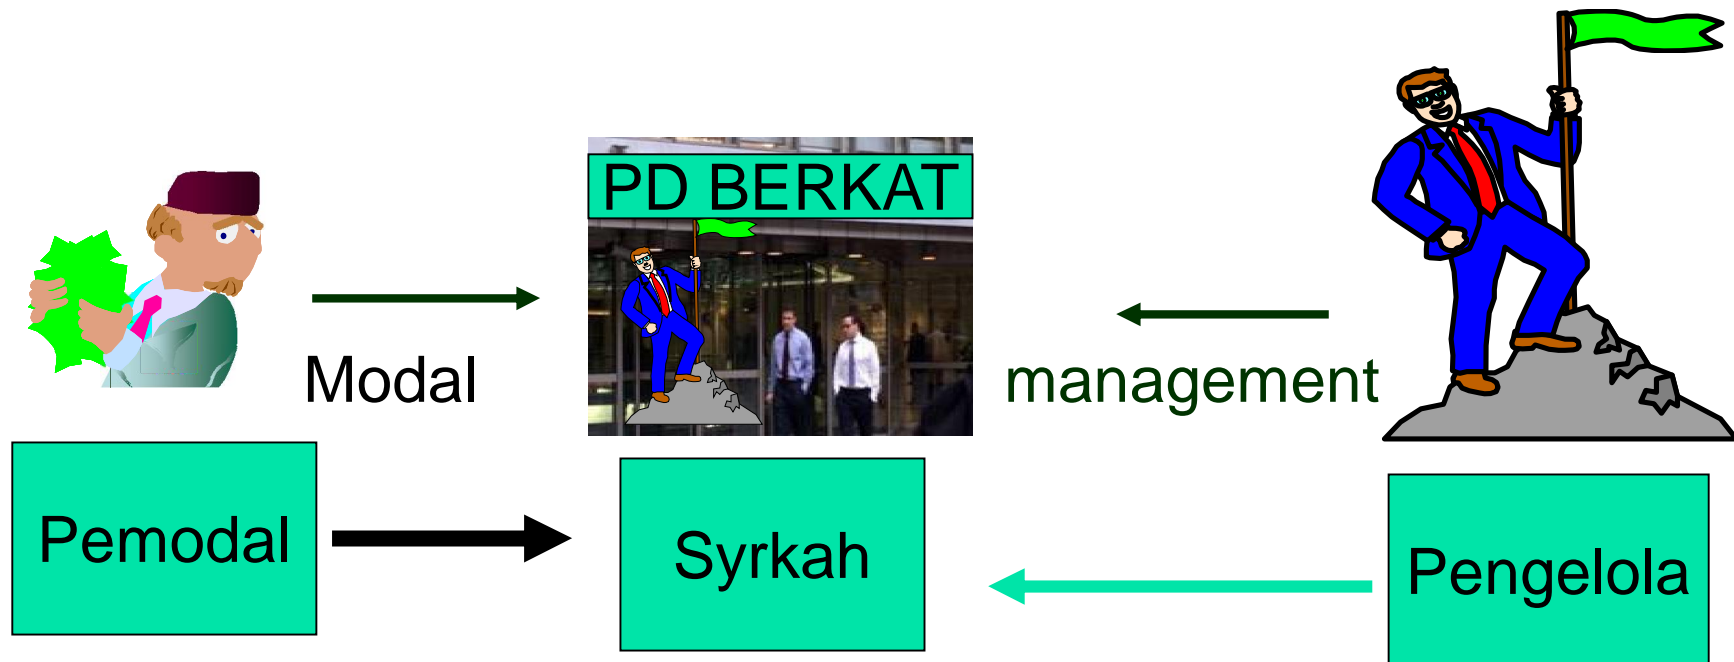 PD BERKAT
Modal
management
Pemodal
Syrkah
Pengelola